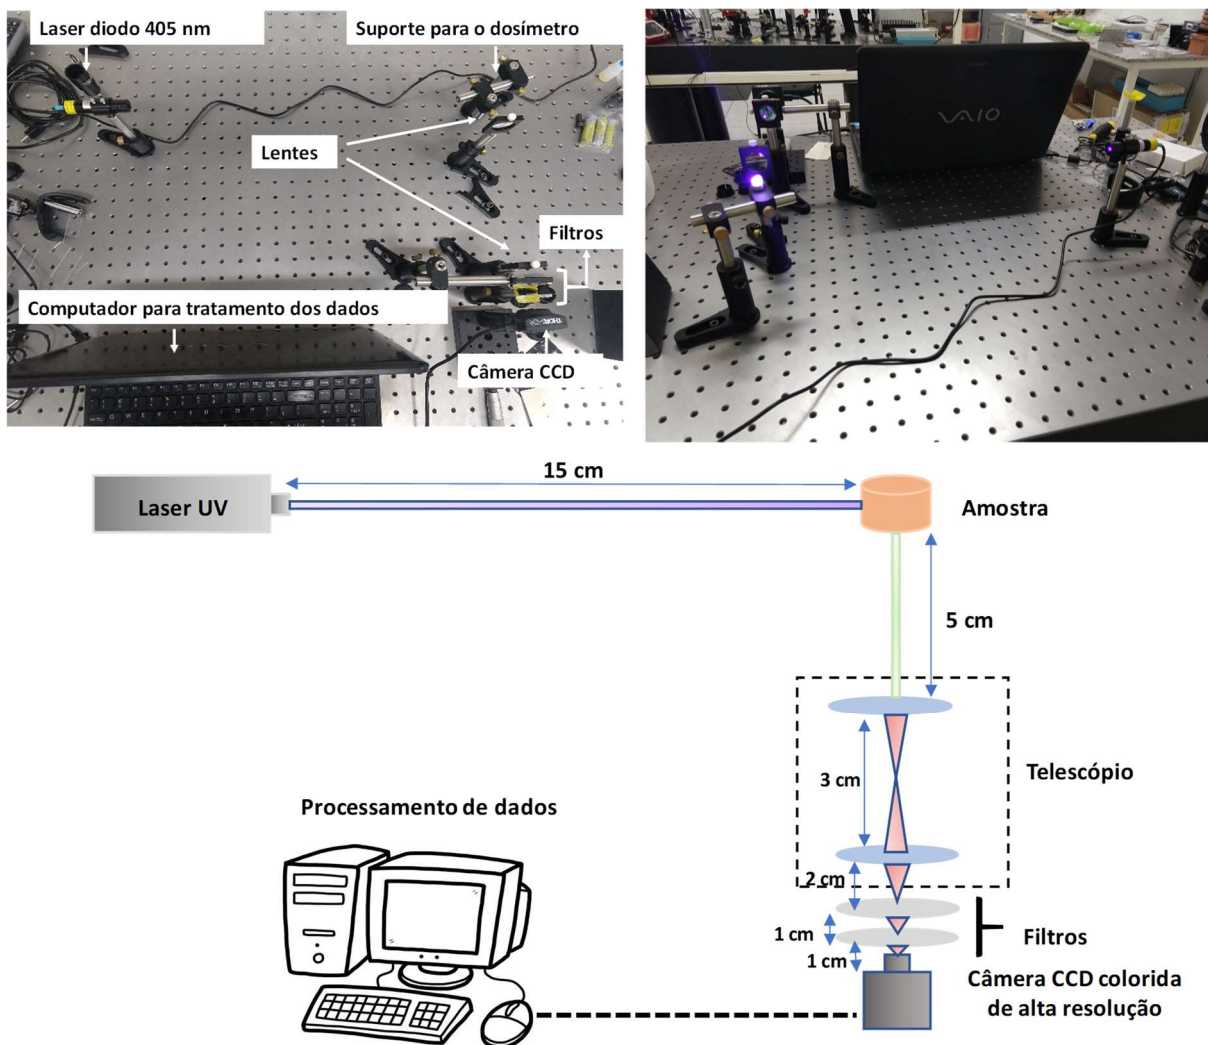 Laser diodo 405 nm
Suporte para o dosímetro
Lentes
Filtros
Computador para tratamento dos dados
Câmera CCD
VAIO
15 cm
Laser UV
Amostra
5 cm
3 cm
Telescópio
Processamento de dados
2 cm
1 cm
Filtros
1 cm
Câmera CCD colorida
de alta resolução